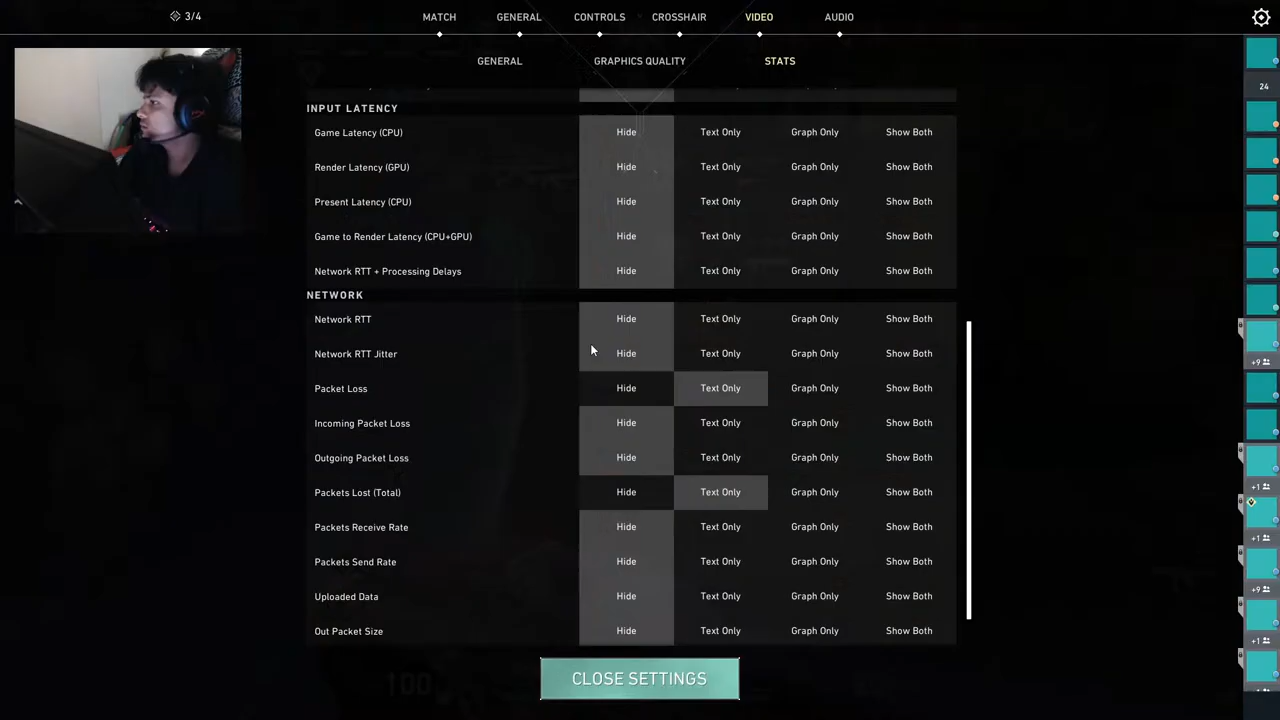 3/4
MATCH GENERAL CONTROLS CROSSHAIR VIDEO AUDIO
GENERAL GRAPHICS QUALITY STATS
24
INPUT LATENCY
Game Latency (CPU) Hide Text Only Graph Only Show Both
Render Latency (GPU) Hide Text Only Graph Only Show Both
Present Latency (CPU) Hide Text Only Graph Only Show Both
Game to Render Latency (CPU+GPU) Hide Text Only Graph Only Show Both
Network RTT + Processing Delays Hide Text Only Graph Only Show Both
NETWORK
Network RTT Hide Text Only Graph Only Show Both
Network RTT Jitter Hide Text Only Graph Only Show Both
+9
Packet Loss Hide Text Only Graph Only Show Both
Incoming Packet Loss Hide Text Only Graph Only Show Both
Outgoing Packet Loss Hide Text Only Graph Only Show Both
+1
Packets Lost (Total) Hide Text Only Graph Only Show Both
Packets Receive Rate Hide Text Only Graph Only Show Both
+1
Packets Send Rate Hide Text Only Graph Only Show Both
+9
Uploaded Data Hide Text Only Graph Only Show Both
Out Packet Size Hide Text Only Graph Only Show Both
+1
CLOSE SETTINGS
100